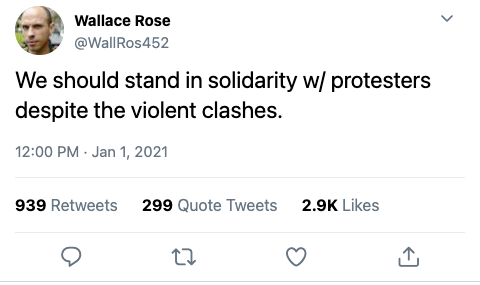 Wallace Rose
@WallRos452
We should stand in solidarity w/ protesters
despite the violent clashes.
12:00 PM · Jan 1, 2021
939 Retweets 299 Quote Tweets 2.9K Likes